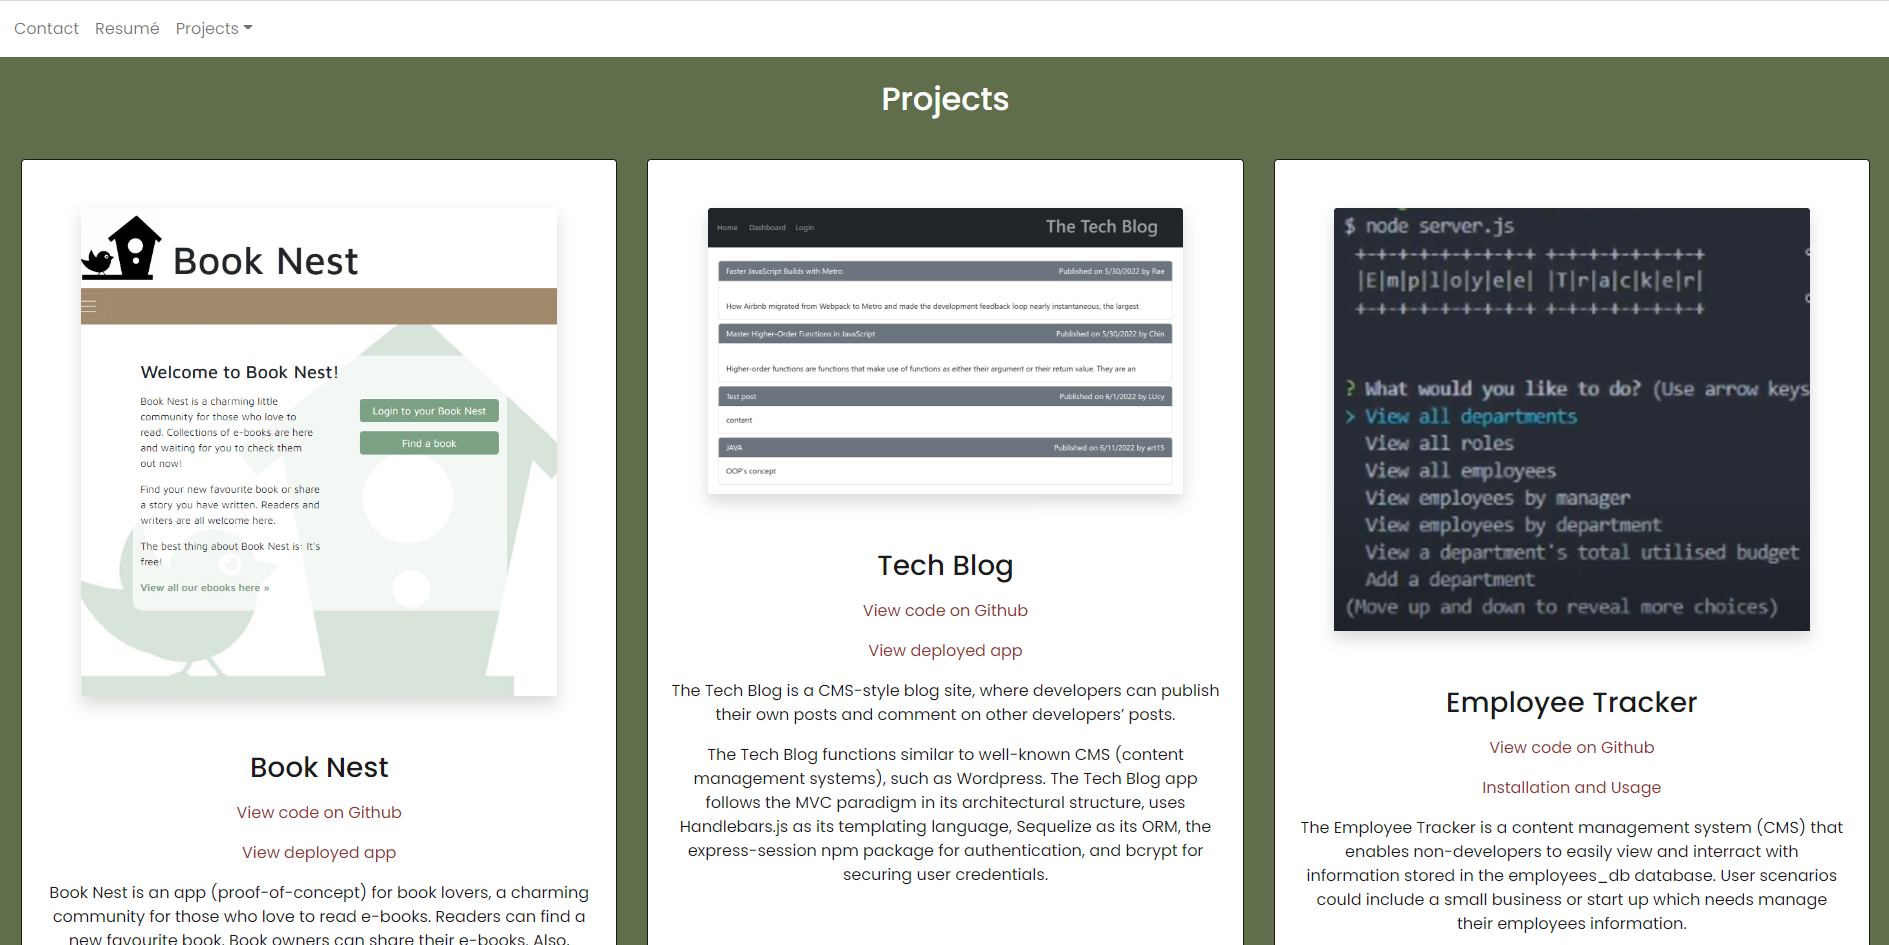 Contact Resumé Projects
Projects
Book Nest
Welcome to Book Nest!
Book Nest is a charming little
community for those who love to
read. Collections of e-books are here
and waiting for you to check them
out now!
Find your new favourite book or share
a story you have written. Readers and
writers are all welcome here.
The best thing about Book Nest is: It's
free!
View all our ebooks here »
Login to your Book Nest
Find a book
Book Nest
View code on Github
View deployed app
Book Nest is an app (proof-of-concept) for book lovers, a charming
community for those who love to read e-books. Readers can find a
new favourite book. Book owners can share their e-books. Also,
Home Dashboard Login The Tech Blog
Faster JavaScript Builds with Metro Published on 5/30/2022 by Rae
How Airbnb migrated from Webpack to Metro and made the development feedback loop nearly instantaneous, the largest
Master Higher-Order Functions in JavaScript Published on 5/30/2022 by Chin
Higher-order functions are functions that make use of functions as either their argument or their return value. They are an
Test post Published on 6/1/2022 by LUcy
content
JAVA Published on 6/11/2022 by art15
OOP's concept
Tech Blog
View code on Github
View deployed app
The Tech Blog is a CMS-style blog site, where developers can publish
their own posts and comment on other developers’ posts.
The Tech Blog functions similar to well-known CMS (content
management systems), such as Wordpress. The Tech Blog app
follows the MVC paradigm in its architectural structure, uses
Handlebars.js as its templating language, Sequelize as its ORM, the
express-session npm package for authentication, and bcrypt for
securing user credentials.
$ node server.js
+-+-+-+-+-+-+-+-+ +-+-+-+-+-+-+-+
|E|m|p|l|o|y|e|e| |T|r|a|c|k|e|r|
+-+-+-+-+-+-+-+-+ +-+-+-+-+-+-+-+
? What would you like to do? (Use arrow keys
> View all departments
View all roles
View all employees
View employees by manager
View employees by department
View a department's total utilised budget
Add a department
(Move up and down to reveal more choices)
Employee Tracker
View code on Github
Installation and Usage
The Employee Tracker is a content management system (CMS) that
enables non-developers to easily view and interract with
information stored in the employees_db database. User scenarios
could include a small business or start up which needs manage
their employees information.